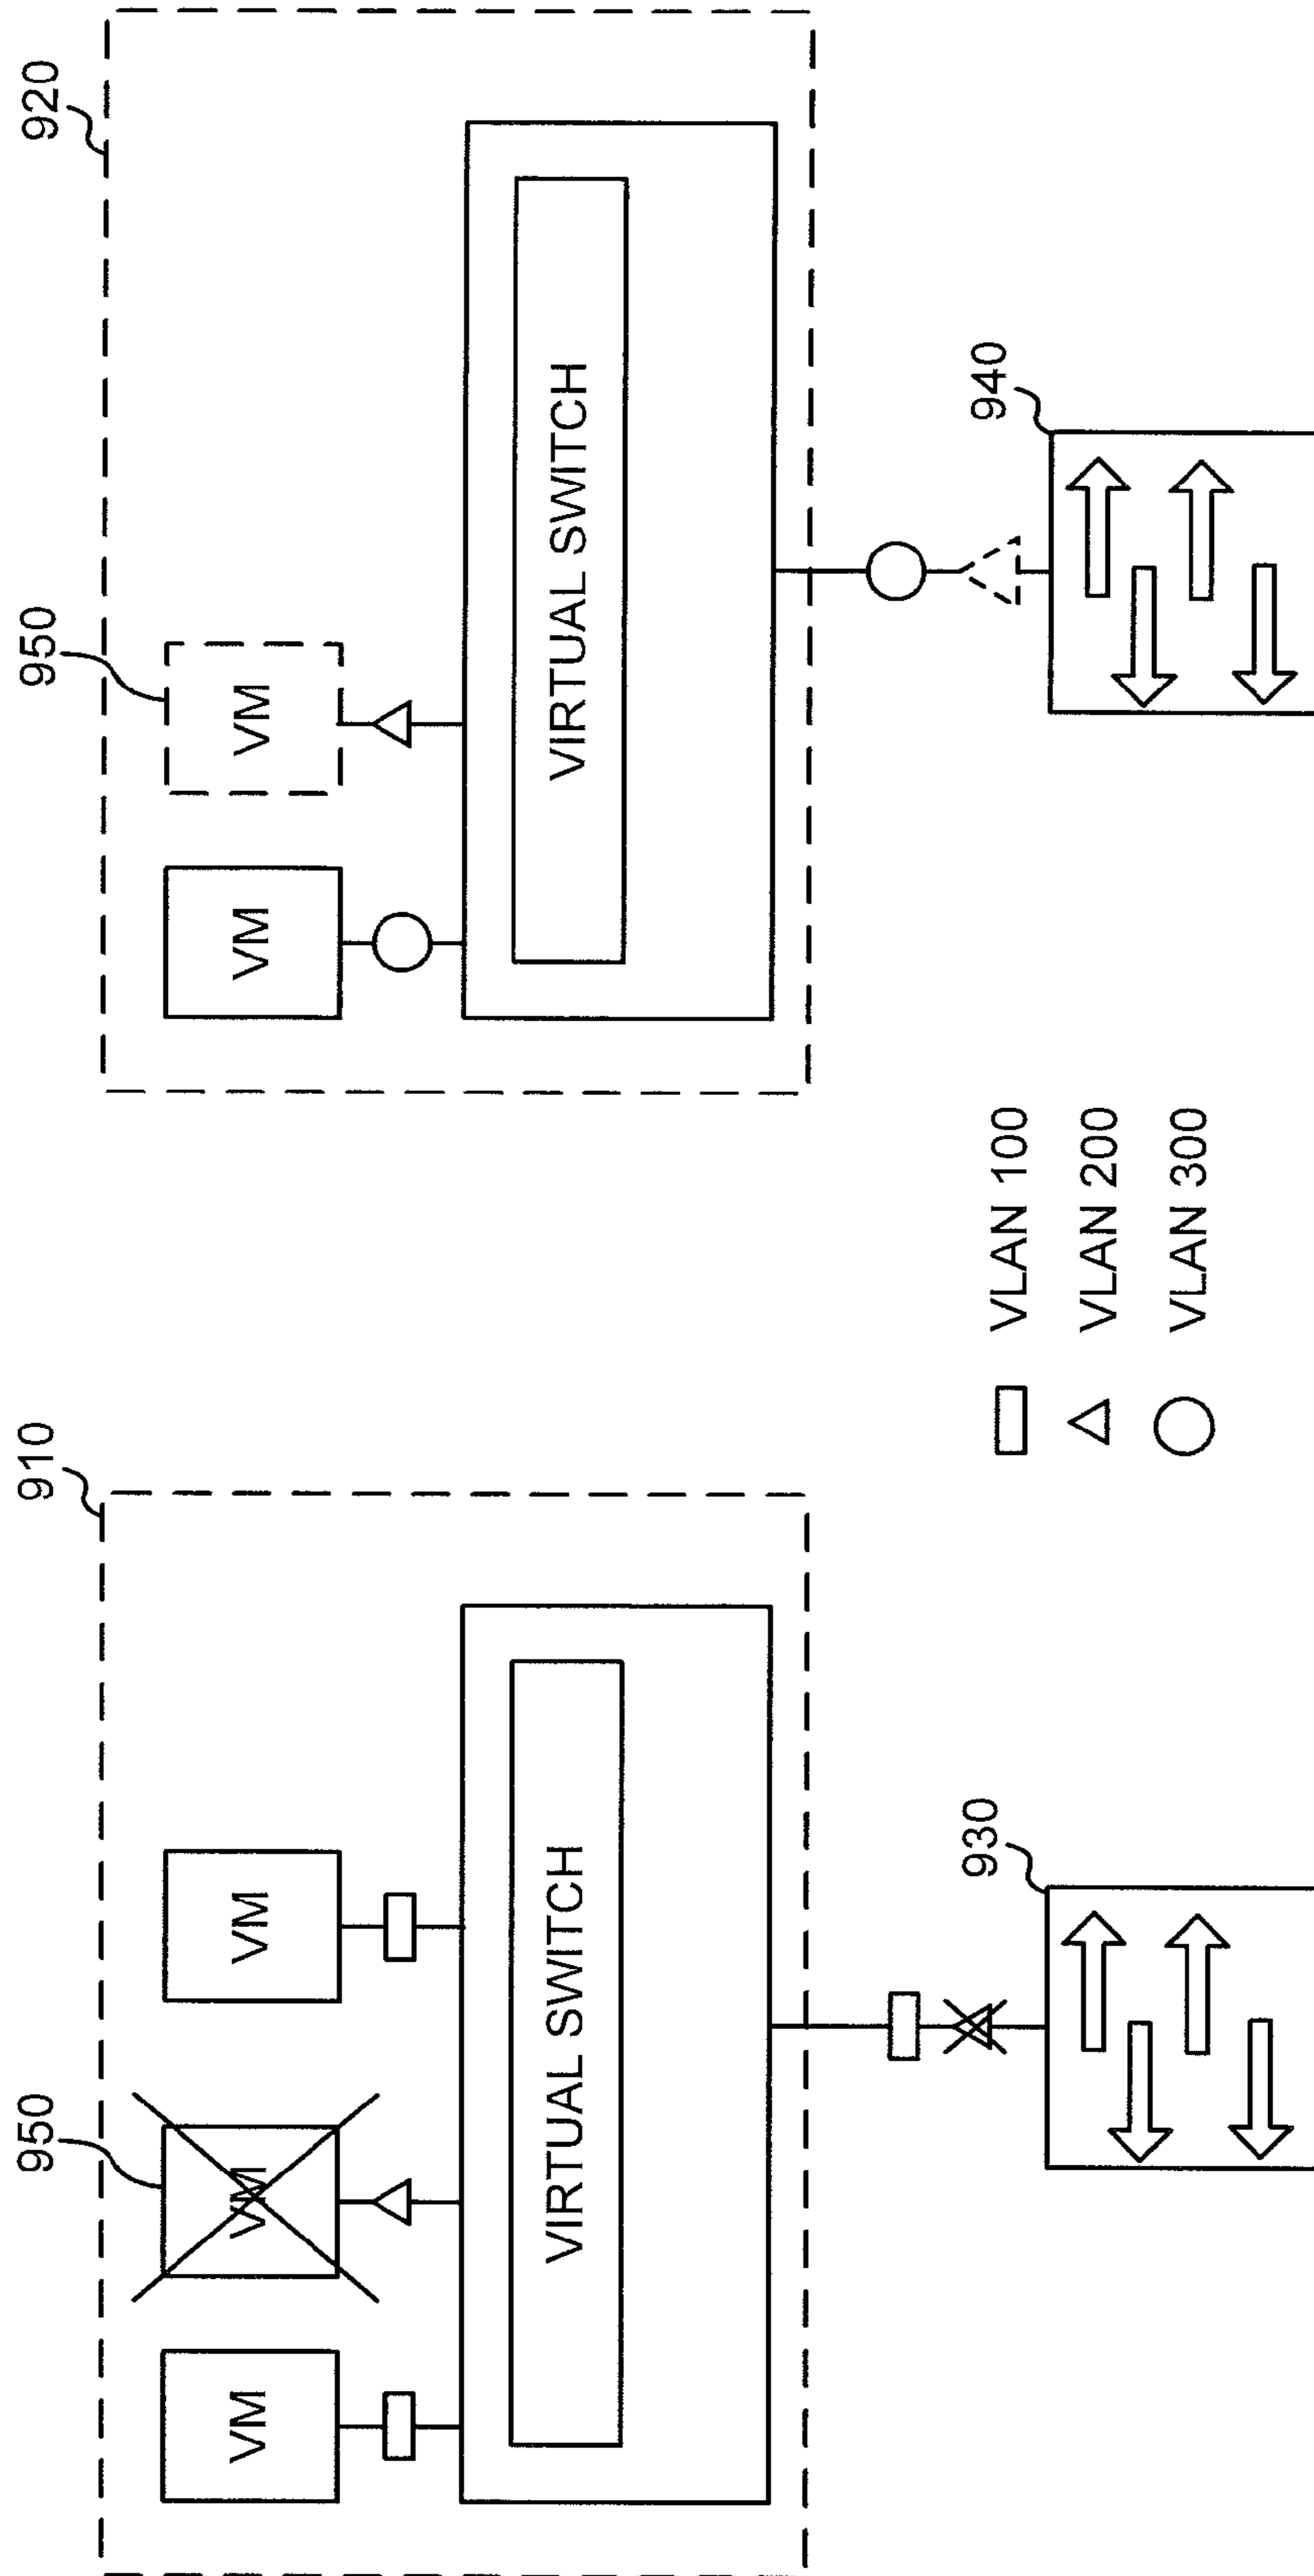 910
920
950
VM
VM
VM
950
VM
VM
VIRTUAL SWITCH
VIRTUAL SWITCH
930
940
VLAN 100
VLAN 200
VLAN 300